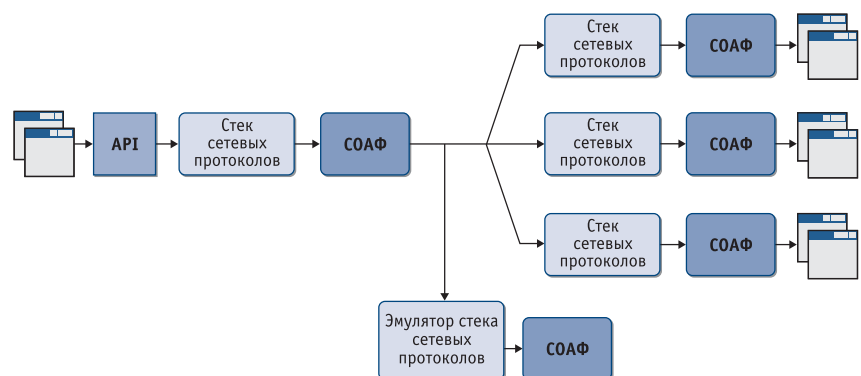 Стек
сетевых
протоколов
СОАФ
API
Стек
сетевых
протоколов
СОАФ
Стек
сетевых
протоколов
СОАФ
Стек
сетевых
протоколов
СОАФ
Эмулятор стека
сетевых
протоколов
СОАФ